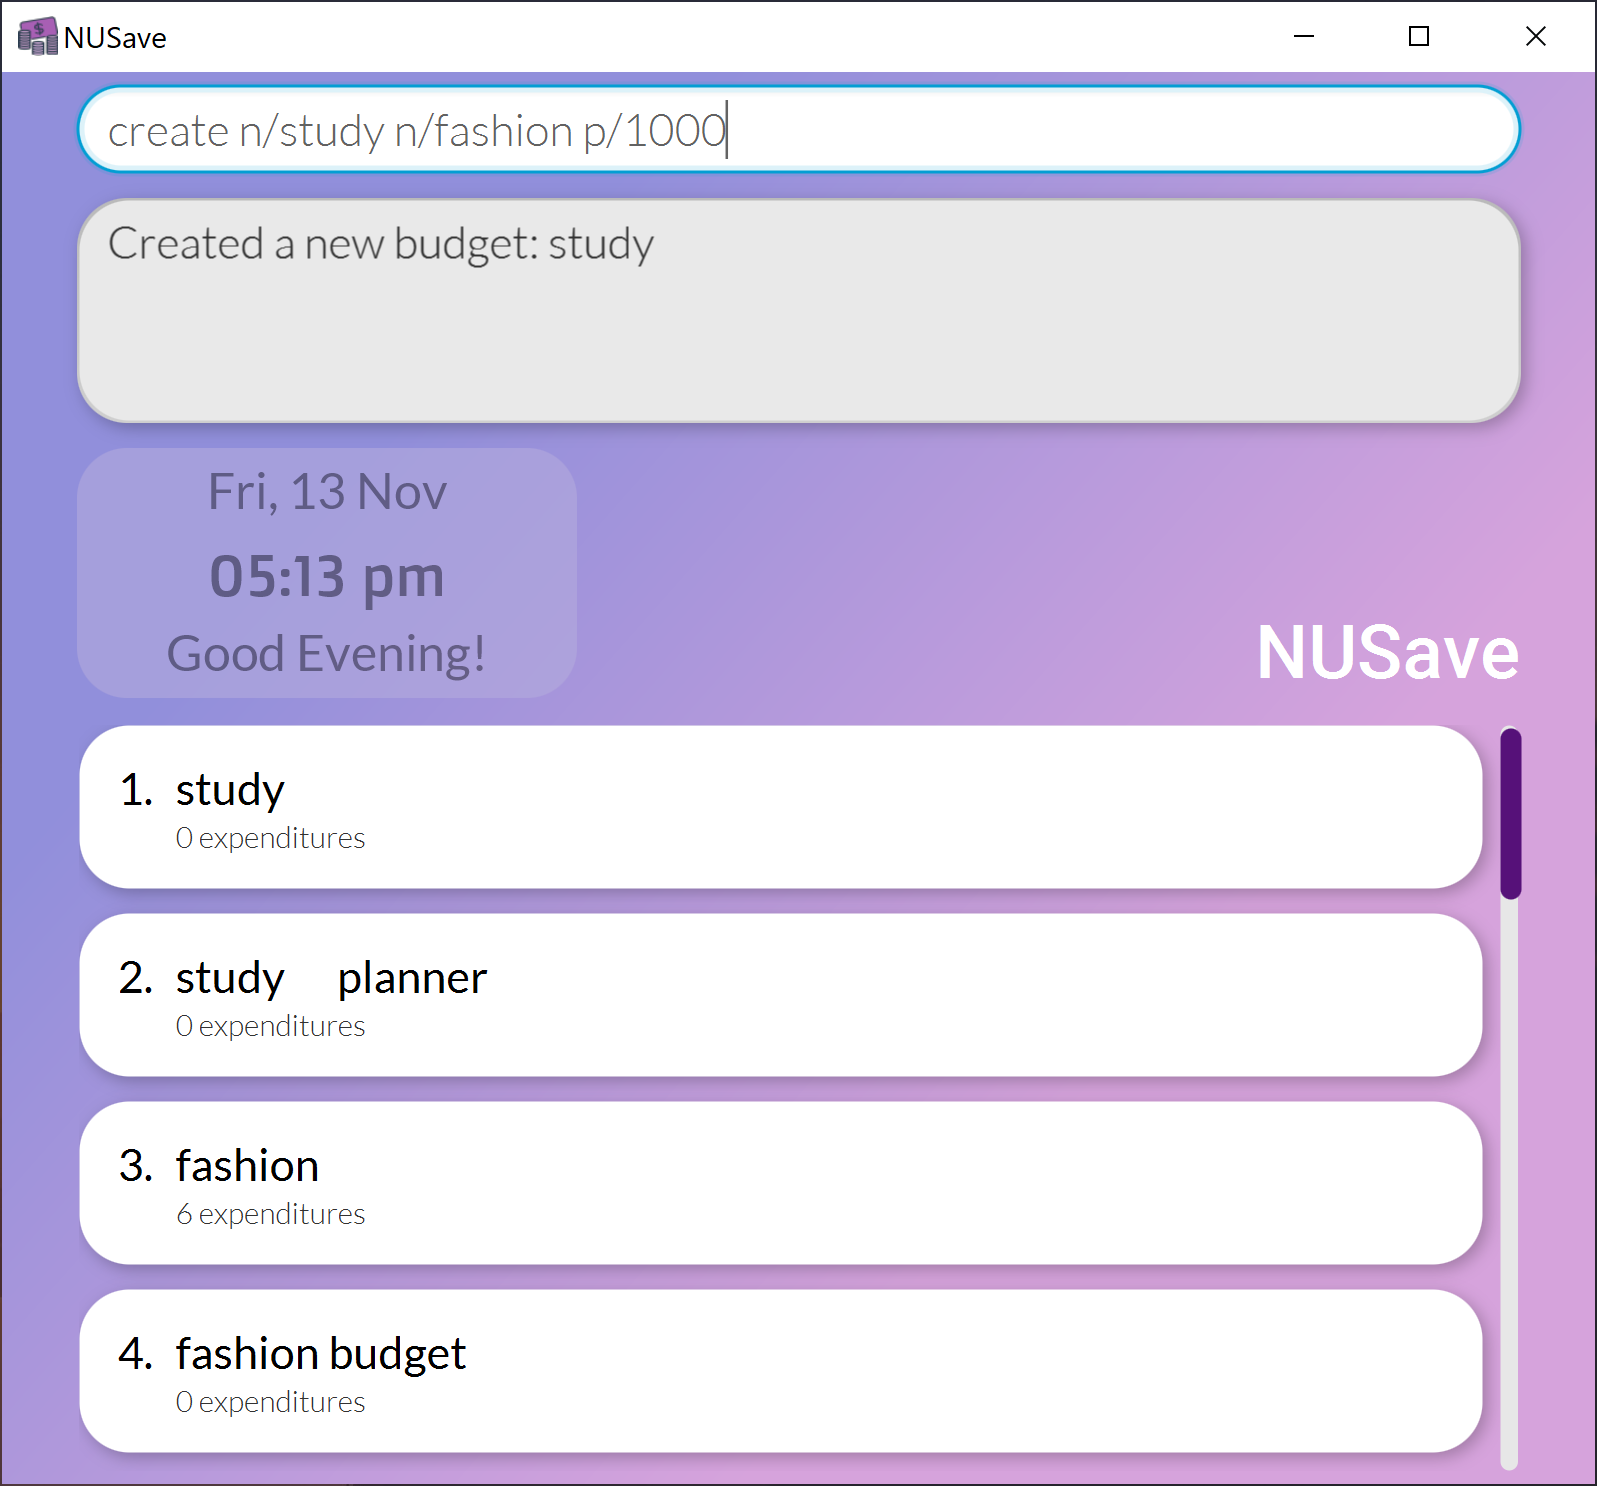 NUSave
create n/study n/fashion p/1000
Created a new budget: study
Fri, 13 Nov
05:13 pm
Good Evening!
NUSave
1. study
0 expenditures
2. study     planner
0 expenditures
3. fashion
6 expenditures
4. fashion budget
0 expenditures